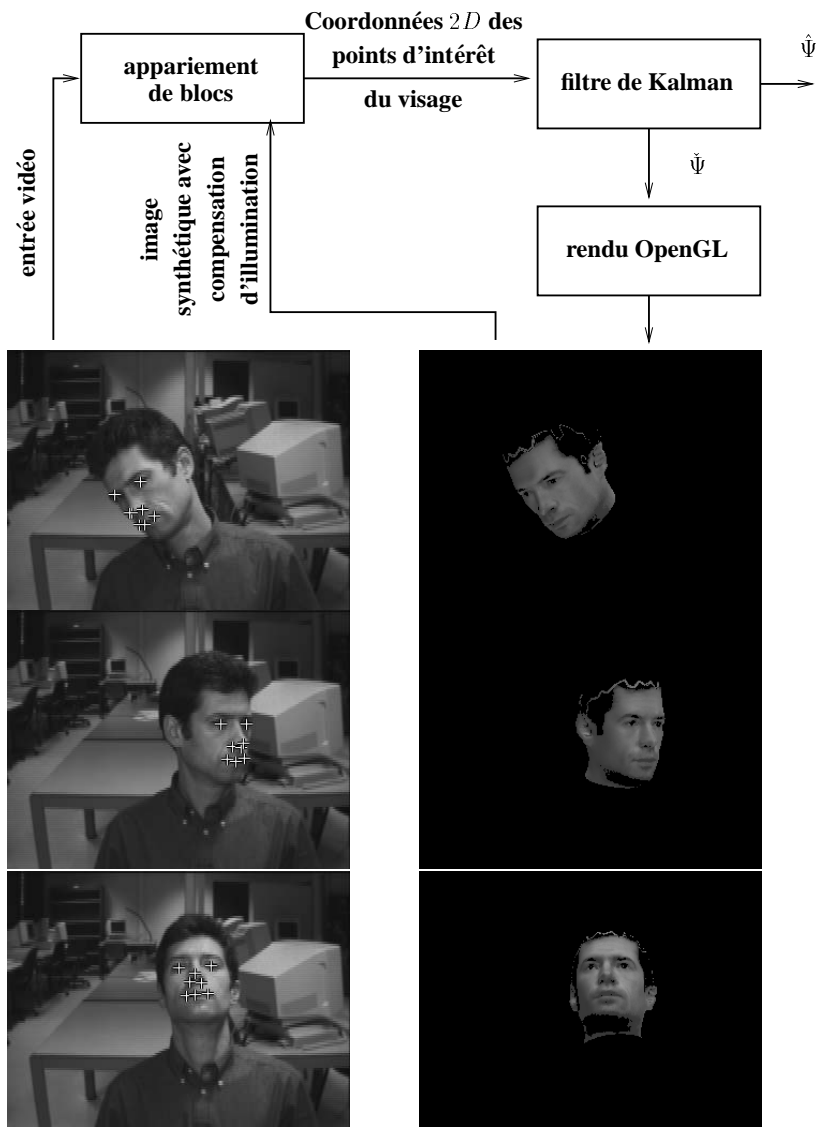 Coordonnées 2D des
points d'intérêt
du visage
appariement
de blocs
filtre de Kalman
Ψ̂
Ψ̌
rendu OpenGL
entrée vidéo
image
synthétique avec
compensation
d'illumination